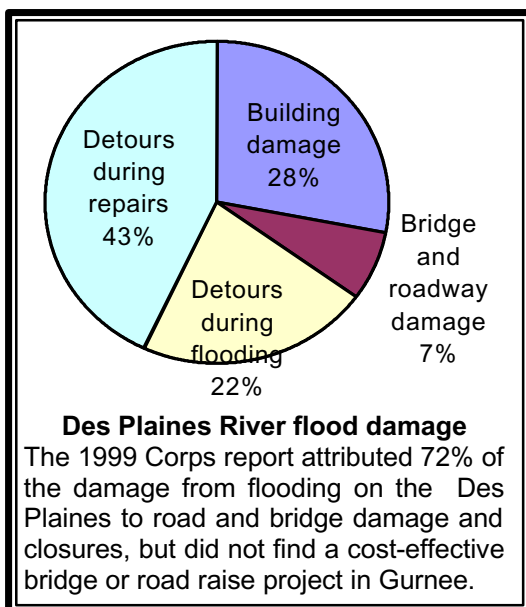 Building
damage
28%
Detours
during
repairs
43%
Bridge
and
roadway
damage
7%
Detours
during
flooding
22%
Des Plaines River flood damage
The 1999 Corps report attributed 72% of
the damage from flooding on the Des
Plaines to road and bridge damage and
closures, but did not find a cost-effective
bridge or road raise project in Gurnee.